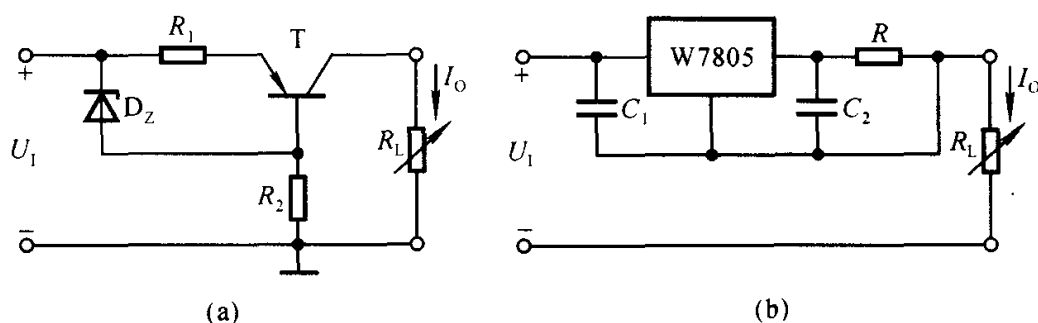 R1
T
+
DZ
IO
UI
RL
R2
−
(a)
W7805
R
+
C1
C2
IO
UI
RL
−
(b)